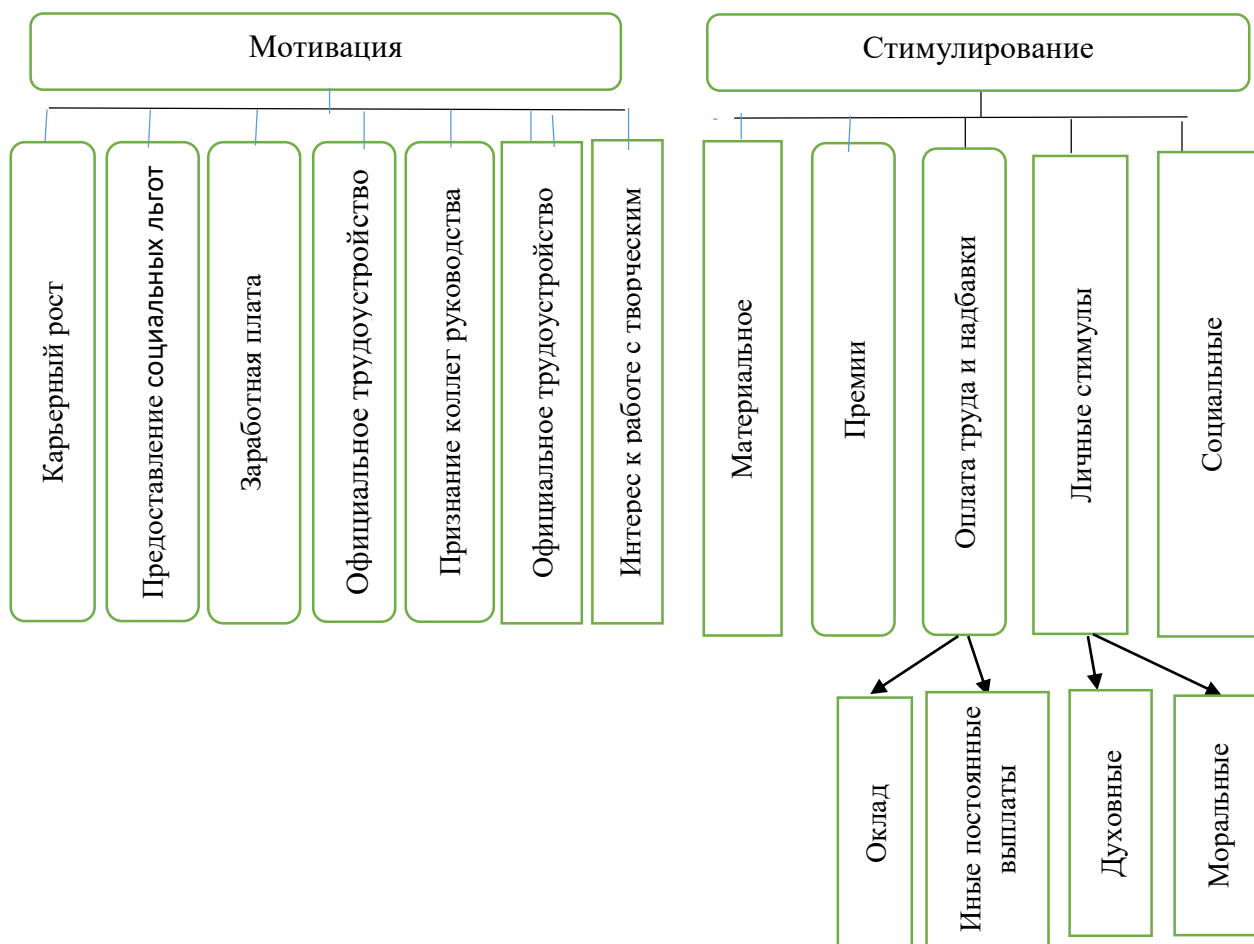 Мотивация
Стимулирование
Карьерный рост
Предоставление социальных льгот
Заработная плата
Официальное трудоустройство
Признание коллег руководства
Официальное трудоустройство
Интерес к работе с творческим
Материальное
Премии
Оплата труда и надбавки
Личные стимулы
Социальные
Оклад
Иные постоянные
выплаты
Духовные
Моральные